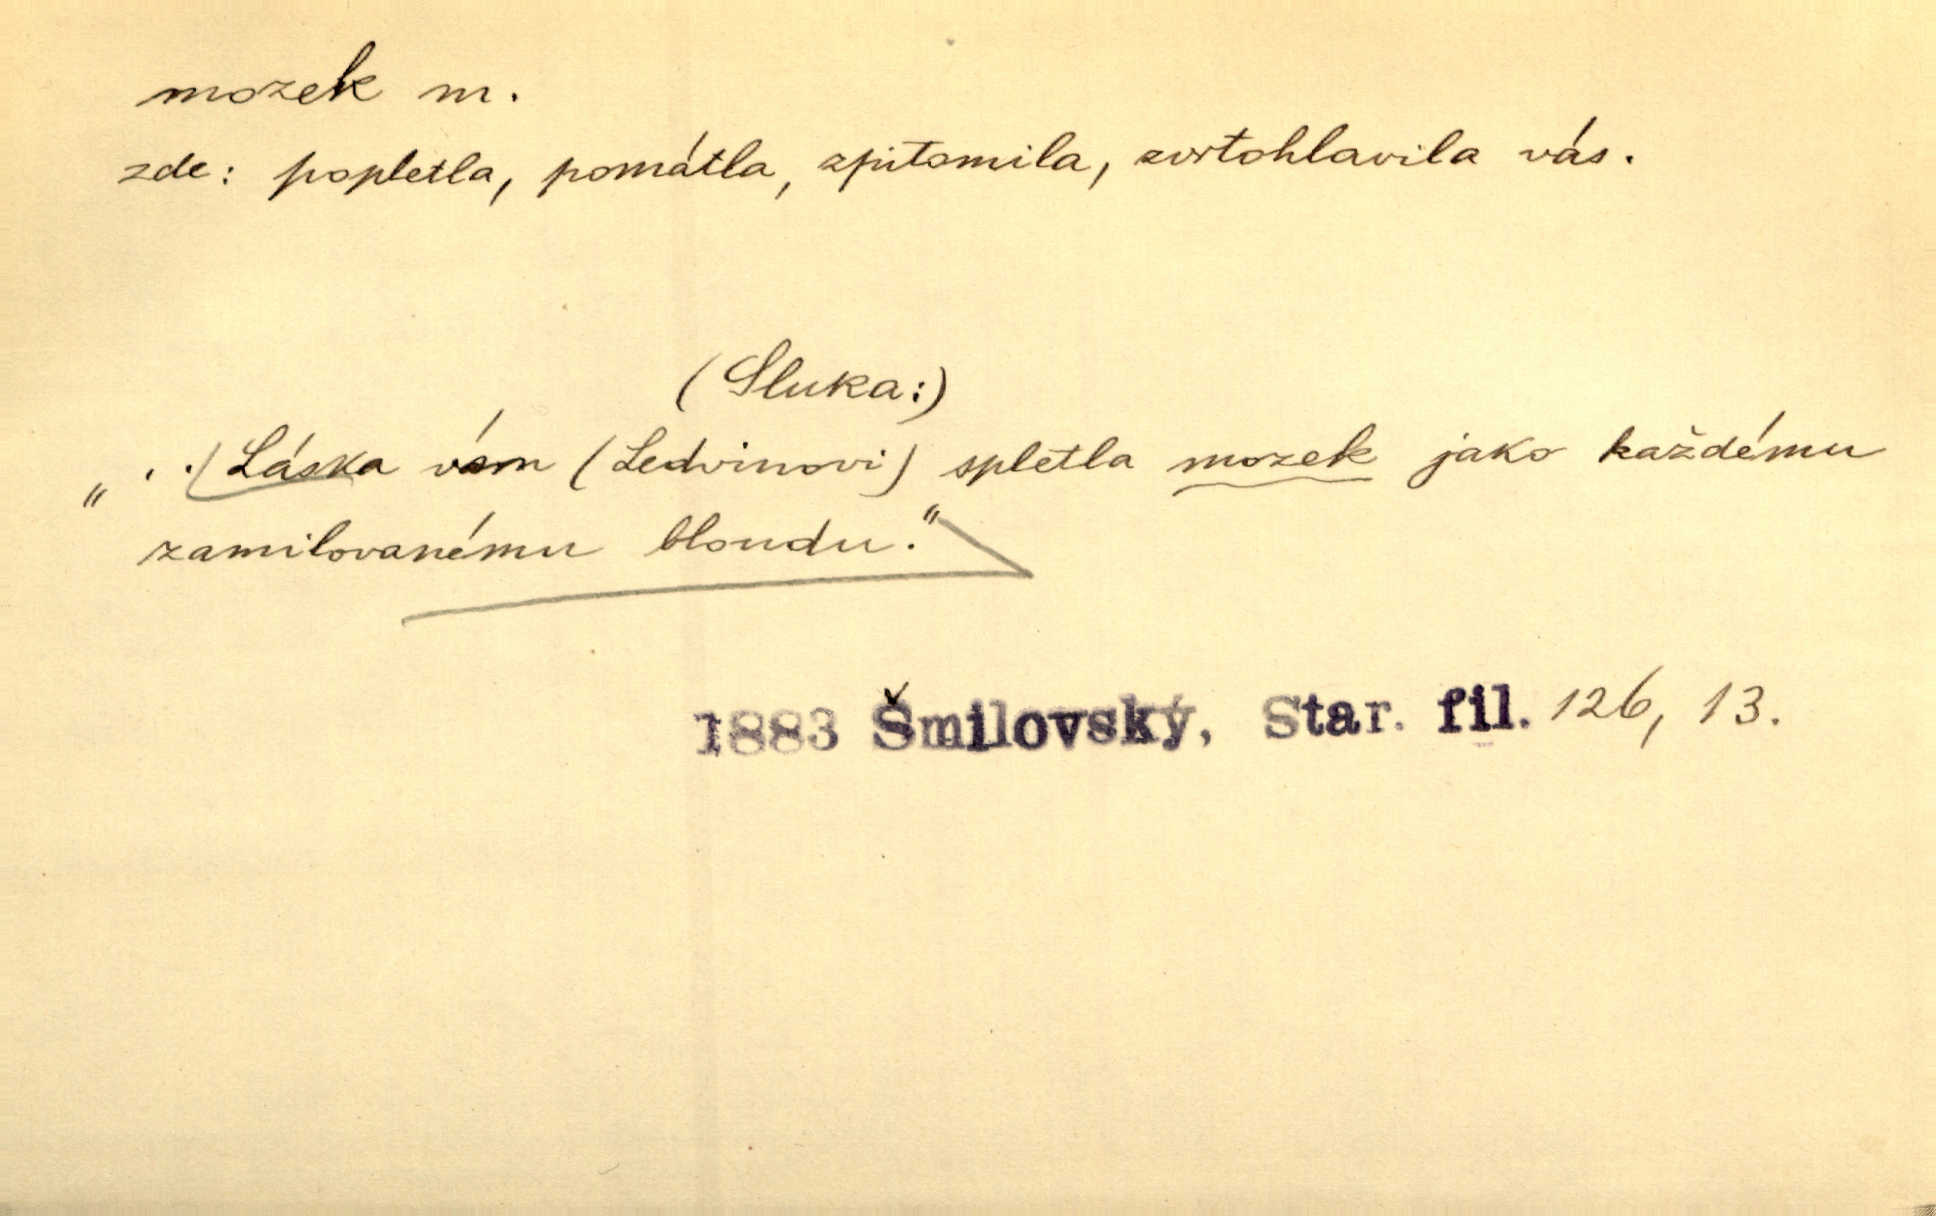 mozek m.
zde: popletla, pomátla, zpitomila, zvrtohlavila vás.
(Sluka:)
„ . . Láska vám (Ledvinovi) spletla mozek jako každému
zamilovanému bloudu."
1883 Šmilovský, Star. fil. 126, 13.